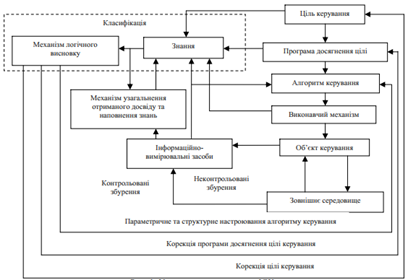 Класифікація
Ціль керування
Механізм логічного
висновку
Знання
Програма досягнення цілі
Алгоритм керування
Механізм узагальнення
отриманого досвіду та
наповнення знань
Виконавчий механізм
Інформаційно-
вимірювальні засоби
Об'єкт керування
Контрольовані
збурення
Неконтрольовані
збурення
Зовнішнє середовище
Параметричне та структурне настроювання алгоритму керування
Корекція програми досягнення цілі керування
Корекція цілі керування